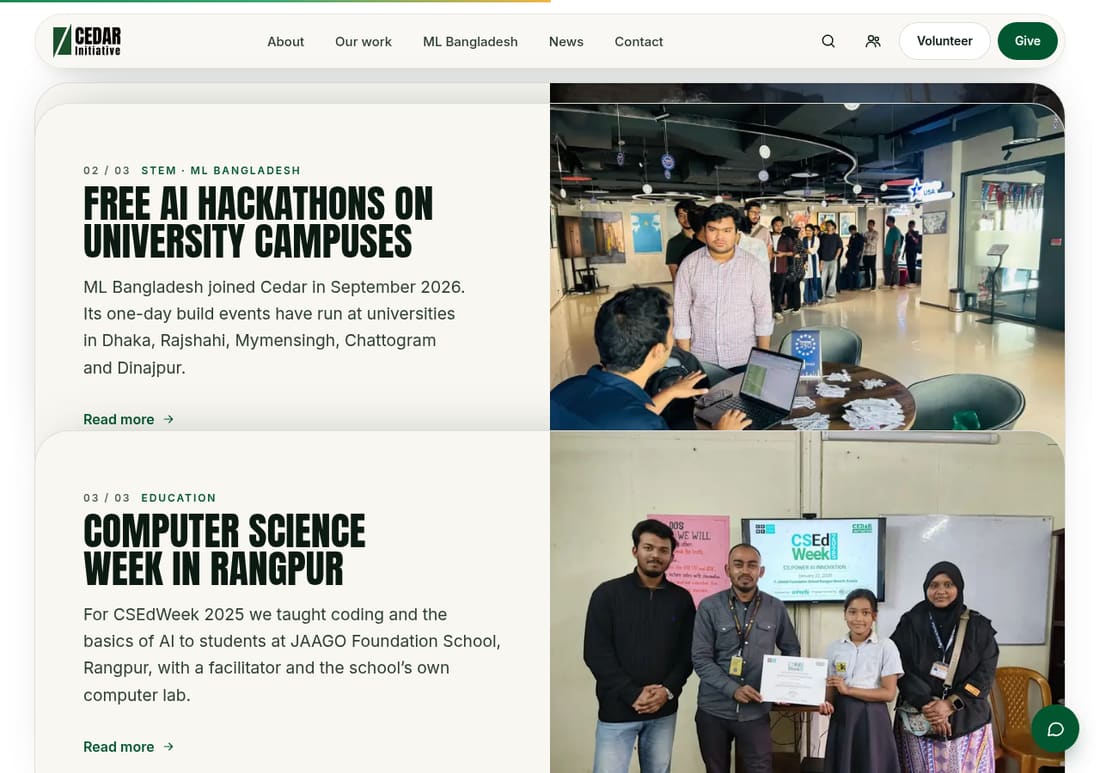 CEDAR
Initiative
About
Our work
ML Bangladesh
News
Contact
Volunteer
Give
02 / 03 STEM · ML BANGLADESH
FREE AI HACKATHONS ON
UNIVERSITY CAMPUSES
ML Bangladesh joined Cedar in September 2026.
Its one-day build events have run at universities
in Dhaka, Rajshahi, Mymensingh, Chattogram
and Dinajpur.
Read more →
USA
03 / 03 EDUCATION
COMPUTER SCIENCE
WEEK IN RANGPUR
For CSEdWeek 2025 we taught coding and the
basics of AI to students at JAAGO Foundation School,
Rangpur, with a facilitator and the school’s own
computer lab.
Read more →
WE WILL
CEDAR
CSEd
Week